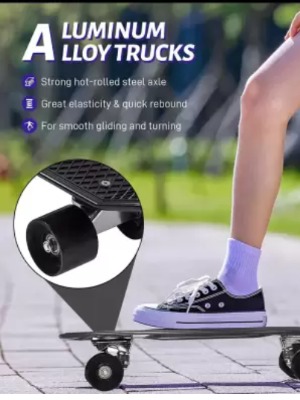 ALUMINUM
ALLOY TRUCKS
Strong hot-rolled steel axle
Great elasticity & quick rebound
For smooth gliding and turning